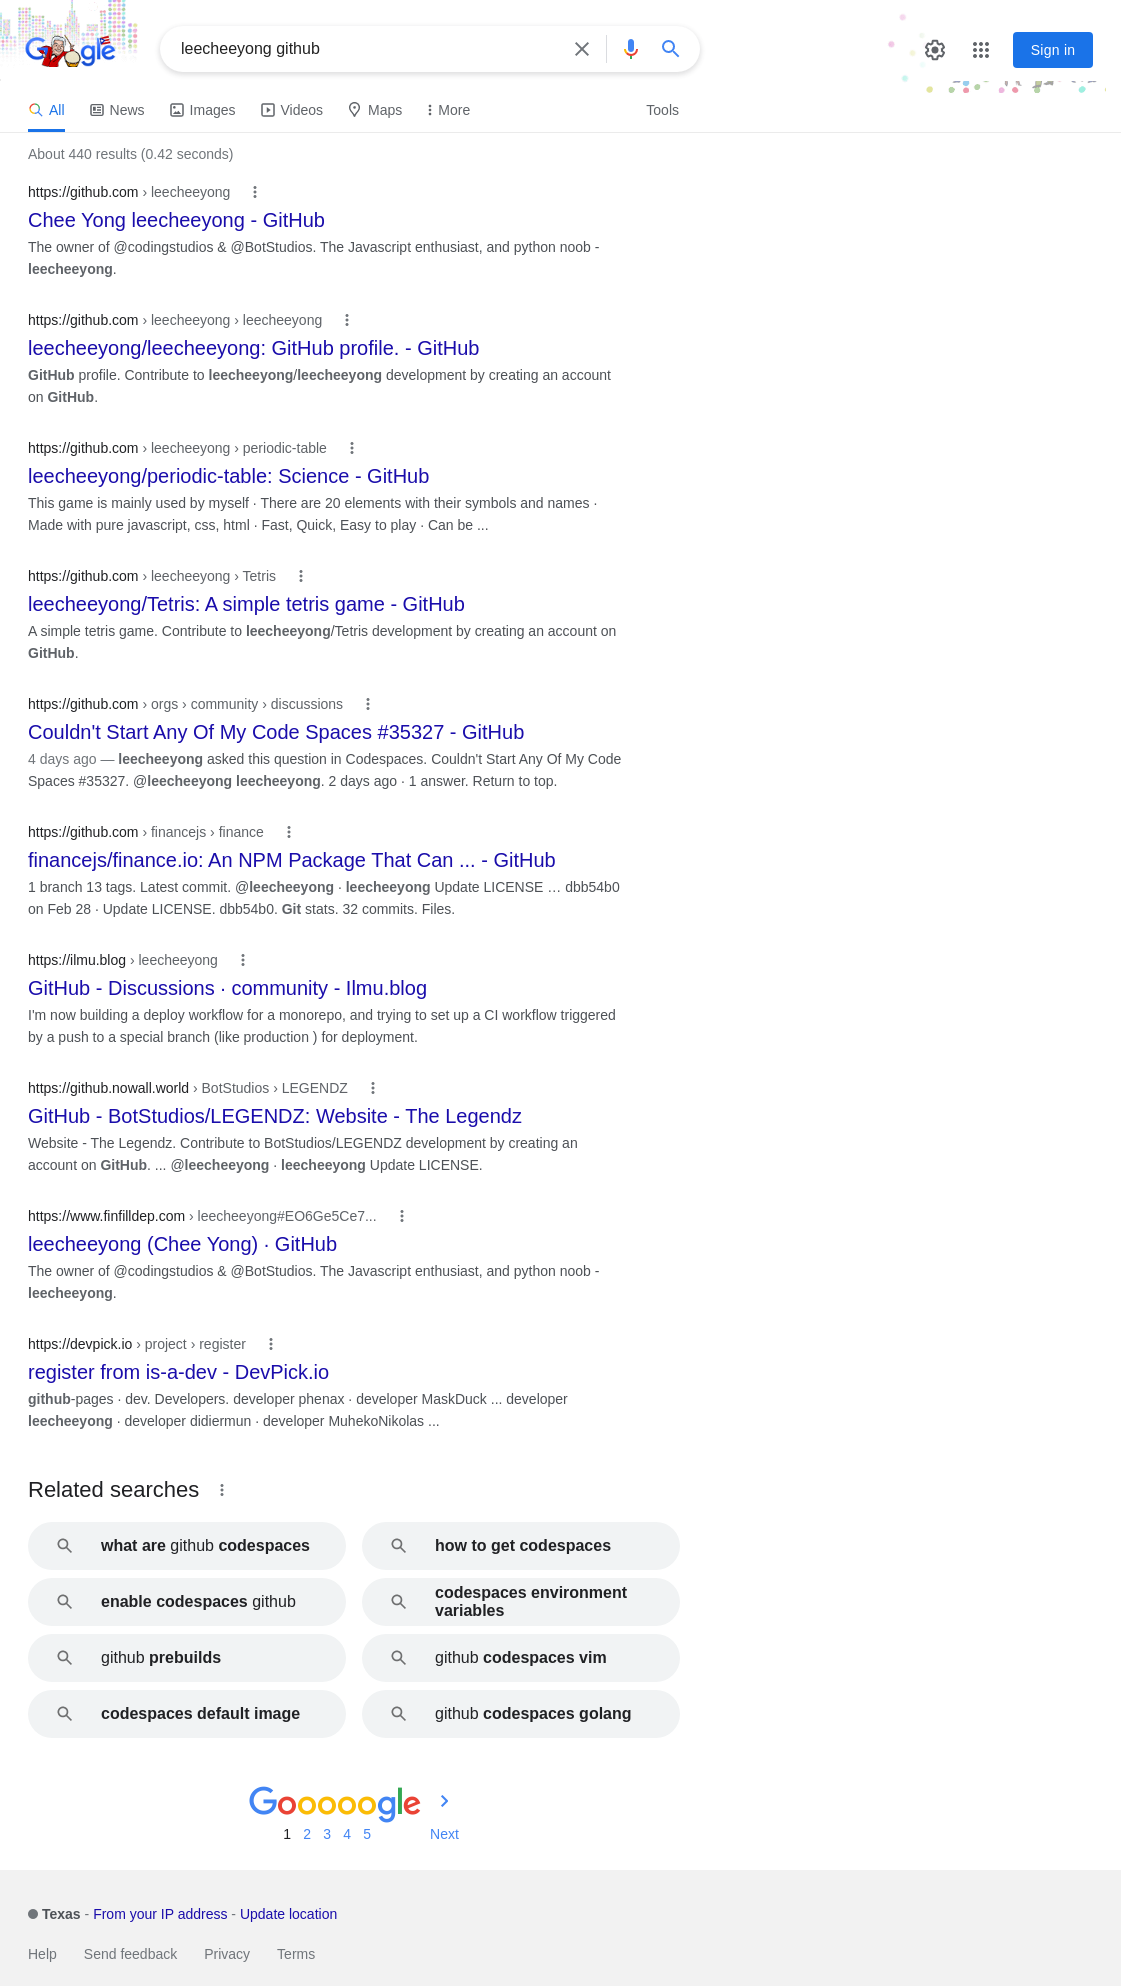 Google
leecheeyong github
Sign in
All
News
Images
Videos
Maps
More
Tools
About 440 results (0.42 seconds)
https://github.com › leecheeyong
Chee Yong leecheeyong - GitHub
The owner of @codingstudios & @BotStudios. The Javascript enthusiast, and python noob -
leecheeyong.
https://github.com › leecheeyong › leecheeyong
leecheeyong/leecheeyong: GitHub profile. - GitHub
GitHub profile. Contribute to leecheeyong/leecheeyong development by creating an account
on GitHub.
https://github.com › leecheeyong › periodic-table
leecheeyong/periodic-table: Science - GitHub
This game is mainly used by myself · There are 20 elements with their symbols and names ·
Made with pure javascript, css, html · Fast, Quick, Easy to play · Can be ...
https://github.com › leecheeyong › Tetris
leecheeyong/Tetris: A simple tetris game - GitHub
A simple tetris game. Contribute to leecheeyong/Tetris development by creating an account on
GitHub.
https://github.com › orgs › community › discussions
Couldn't Start Any Of My Code Spaces #35327 - GitHub
4 days ago — leecheeyong asked this question in Codespaces. Couldn't Start Any Of My Code
Spaces #35327. @leecheeyong leecheeyong. 2 days ago · 1 answer. Return to top.
https://github.com › financejs › finance
financejs/finance.io: An NPM Package That Can ... - GitHub
1 branch 13 tags. Latest commit. @leecheeyong · leecheeyong Update LICENSE … dbb54b0
on Feb 28 · Update LICENSE. dbb54b0. Git stats. 32 commits. Files.
https://ilmu.blog › leecheeyong
GitHub - Discussions · community - Ilmu.blog
I'm now building a deploy workflow for a monorepo, and trying to set up a CI workflow triggered
by a push to a special branch (like production ) for deployment.
https://github.nowall.world › BotStudios › LEGENDZ
GitHub - BotStudios/LEGENDZ: Website - The Legendz
Website - The Legendz. Contribute to BotStudios/LEGENDZ development by creating an
account on GitHub. ... @leecheeyong · leecheeyong Update LICENSE.
https://www.finfilldep.com › leecheeyong#EO6Ge5Ce7...
leecheeyong (Chee Yong) · GitHub
The owner of @codingstudios & @BotStudios. The Javascript enthusiast, and python noob -
leecheeyong.
https://devpick.io › project › register
register from is-a-dev - DevPick.io
github-pages · dev. Developers. developer phenax · developer MaskDuck ... developer
leecheeyong · developer didiermun · developer MuhekoNikolas ...
Related searches
what are github codespaces
how to get codespaces
enable codespaces github
codespaces environment
variables
github prebuilds
github codespaces vim
codespaces default image
github codespaces golang
Goooooogle
1 2 3 4 5 Next
Texas - From your IP address - Update location
Help Send feedback Privacy Terms